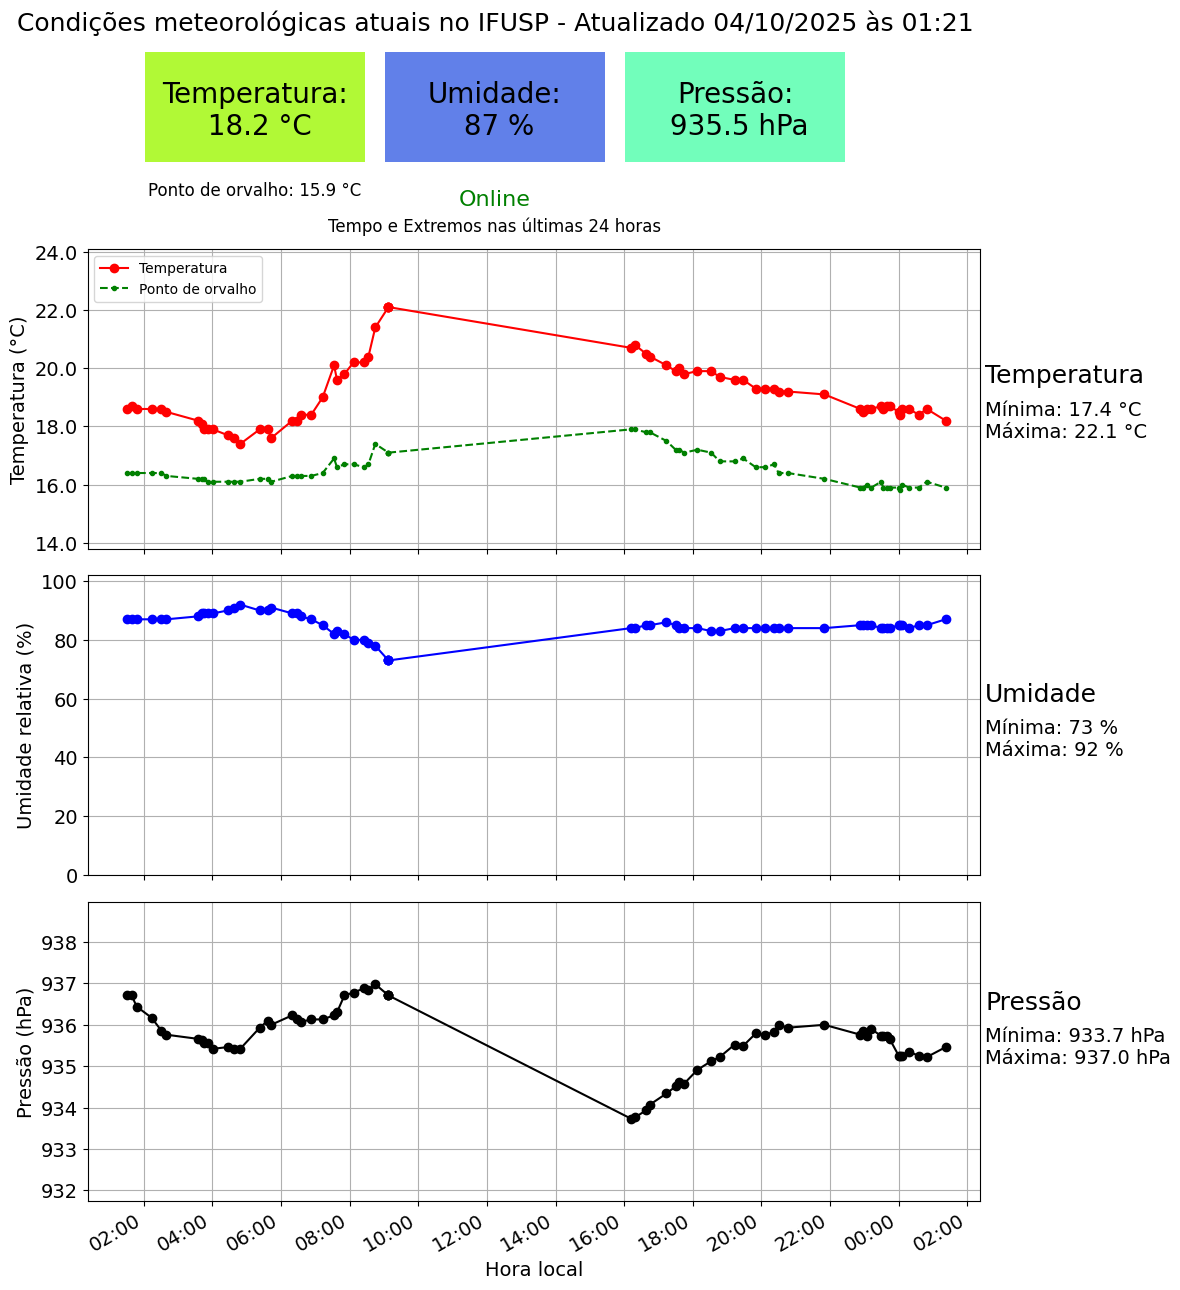 Condições meteorológicas atuais no IFUSP - Atualizado 04/10/2025 às 01:21
Temperatura:
18.2 °C
Umidade:
87 %
Pressão:
935.5 hPa
Ponto de orvalho: 15.9 °C
Online
Tempo e Extremos nas últimas 24 horas
Temperatura
Ponto de orvalho
Temperatura (°C)
24.0
22.0
20.0
18.0
16.0
14.0
Temperatura
Mínima: 17.4 °C
Máxima: 22.1 °C
Umidade relativa (%)
100
80
60
40
20
0
Umidade
Mínima: 73 %
Máxima: 92 %
Pressão (hPa)
938
937
936
935
934
933
932
Pressão
Mínima: 933.7 hPa
Máxima: 937.0 hPa
02:00 04:00 06:00 08:00 10:00 12:00 14:00 16:00 18:00 20:00 22:00 00:00 02:00
Hora local